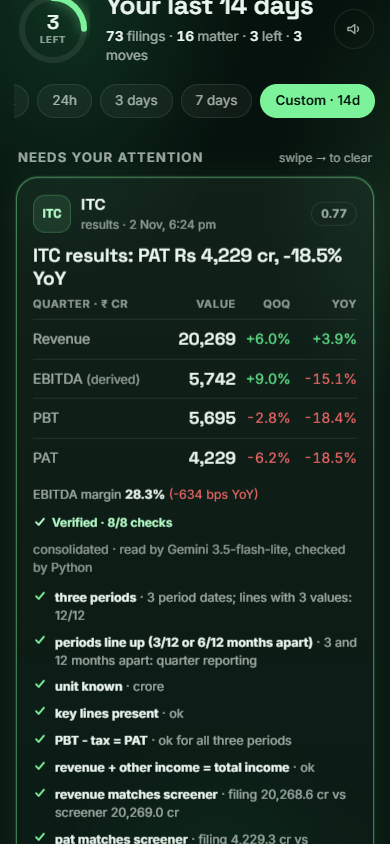 3
LEFT
Your last 14 days
73 filings · 16 matter · 3 left · 3
moves
24h
3 days
7 days
Custom · 14d
NEEDS YOUR ATTENTION
swipe → to clear
ITC
ITC
results · 2 Nov, 6:24 pm
0.77
ITC results: PAT Rs 4,229 cr, -18.5%
YoY
QUARTER · ₹ CR VALUE QOQ YOY
Revenue 20,269 +6.0% +3.9%
EBITDA (derived) 5,742 +9.0% -15.1%
PBT 5,695 -2.8% -18.4%
PAT 4,229 -6.2% -18.5%
EBITDA margin 28.3% (-634 bps YoY)
✓ Verified · 8/8 checks
consolidated · read by Gemini 3.5-flash-lite, checked
by Python
✓ three periods · 3 period dates; lines with 3 values:
12/12
✓ periods line up (3/12 or 6/12 months apart) · 3 and
12 months apart: quarter reporting
✓ unit known · crore
✓ key lines present · ok
✓ PBT - tax = PAT · ok for all three periods
✓ revenue + other income = total income · ok
✓ revenue matches screener · filing 20,268.6 cr vs
screener 20,269.0 cr
✓ pat matches screener · filing 4,229.3 cr vs